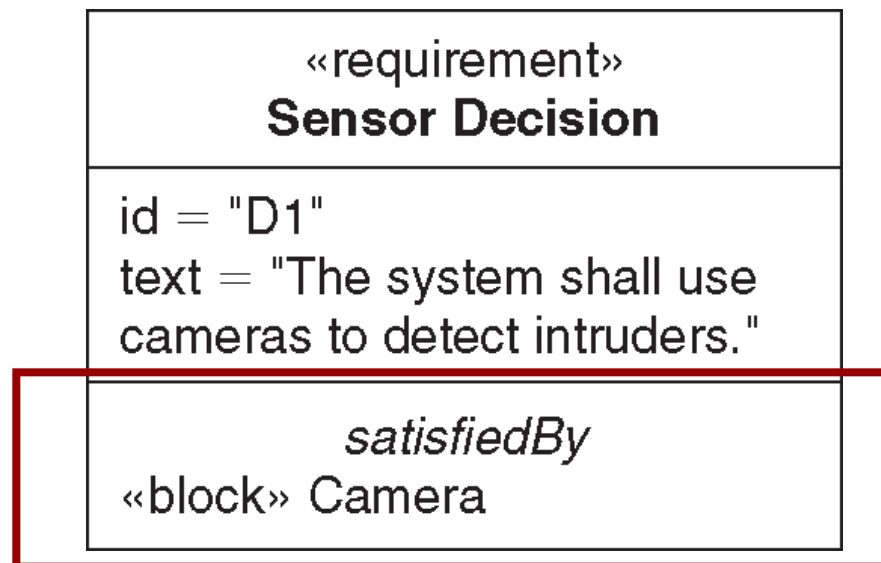 «requirement»
Sensor Decision
id = "D1"
text = "The system shall use
cameras to detect intruders."
satisfiedBy
«block» Camera